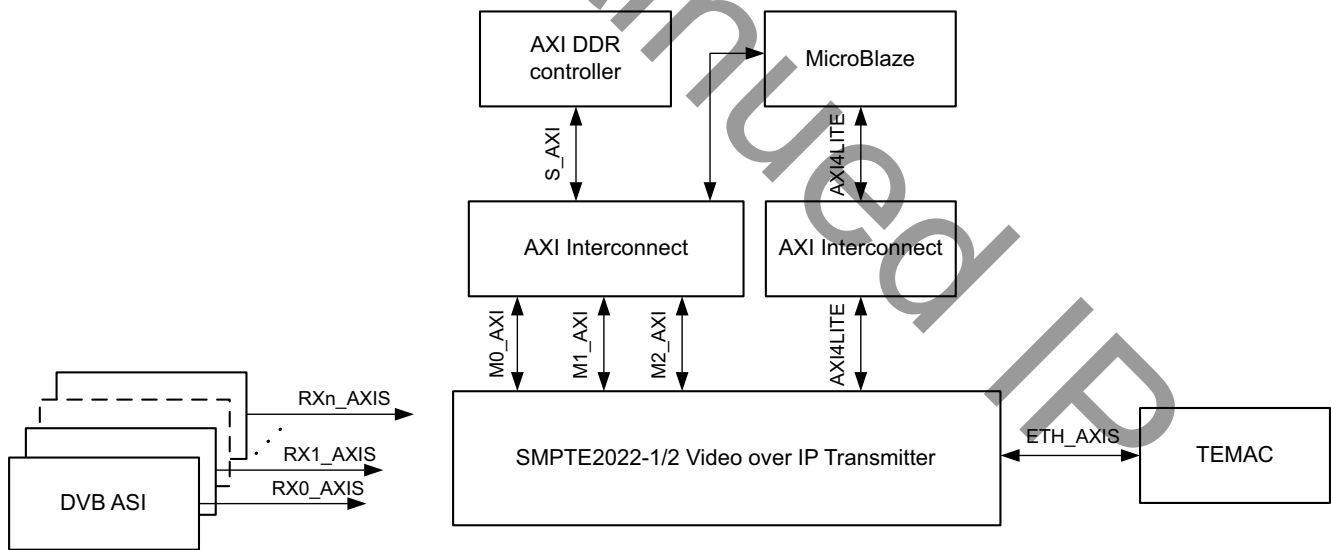 AXI DDR
controller
MicroBlaze
S_AXI
AXI4LITE
AXI Interconnect
AXI Interconnect
M0_AXI
M1_AXI
M2_AXI
AXI4LITE
RXn_AXIS
RX1_AXIS
RX0_AXIS
DVB ASI
SMPTE2022-1/2 Video over IP Transmitter
ETH_AXIS
TEMAC
nued IP